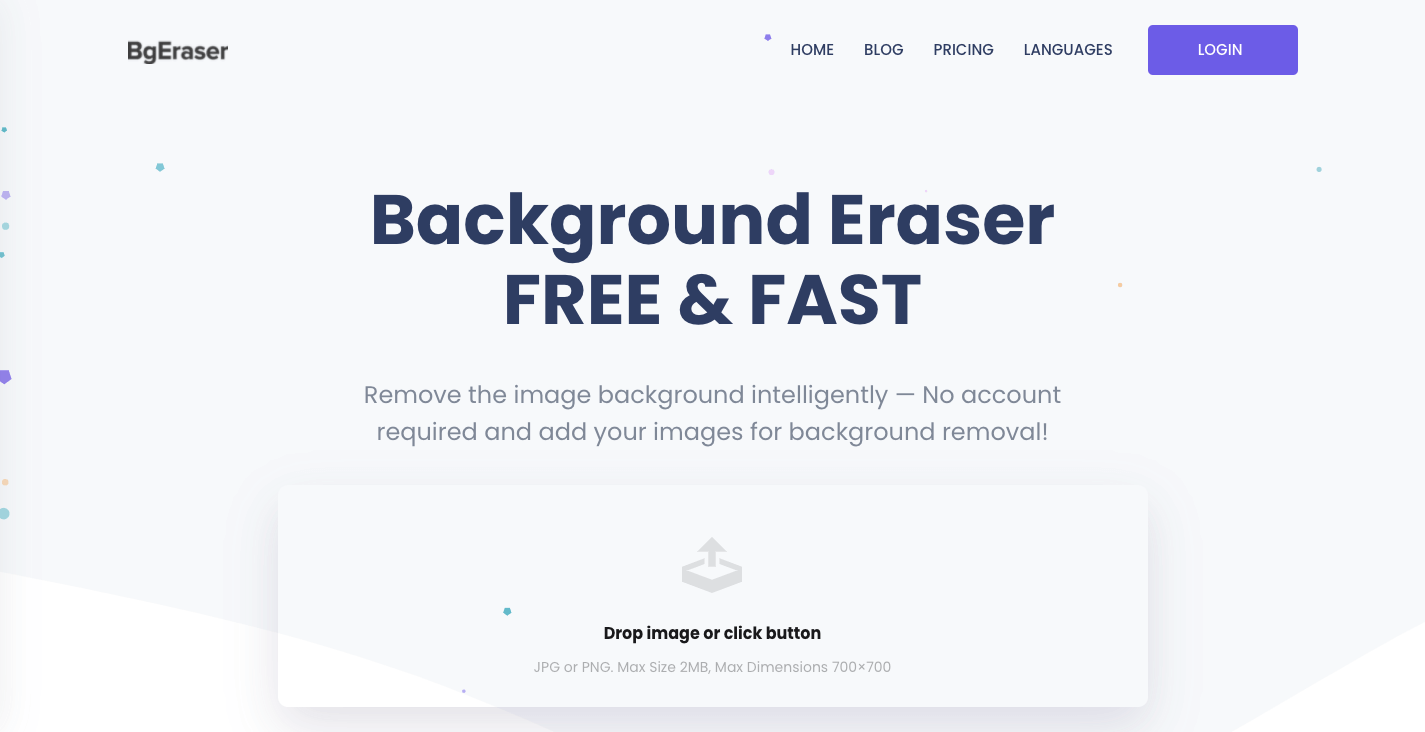 BgEraser
HOME BLOG PRICING LANGUAGES LOGIN
Background Eraser
FREE & FAST
Remove the image background intelligently — No account
required and add your images for background removal!
Drop image or click button
JPG or PNG. Max Size 2MB, Max Dimensions 700×700